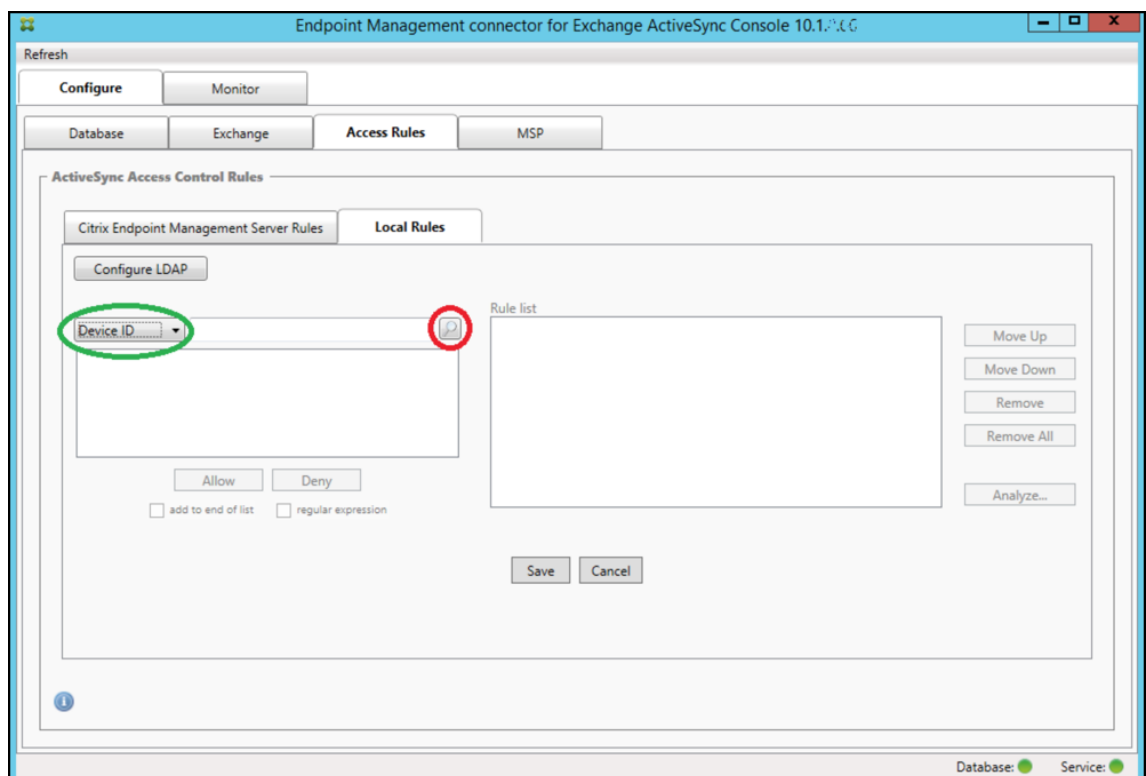 Endpoint Management connector for Exchange ActiveSync Console 10.1.
Refresh
Configure Monitor
Database Exchange Access Rules MSP
ActiveSync Access Control Rules
Citrix Endpoint Management Server Rules Local Rules
Configure LDAP
Rule list
Device ID
Move Up
Move Down
Remove
Remove All
Allow Deny
Analyze...
add to end of list regular expression
Save Cancel
Database: Service: